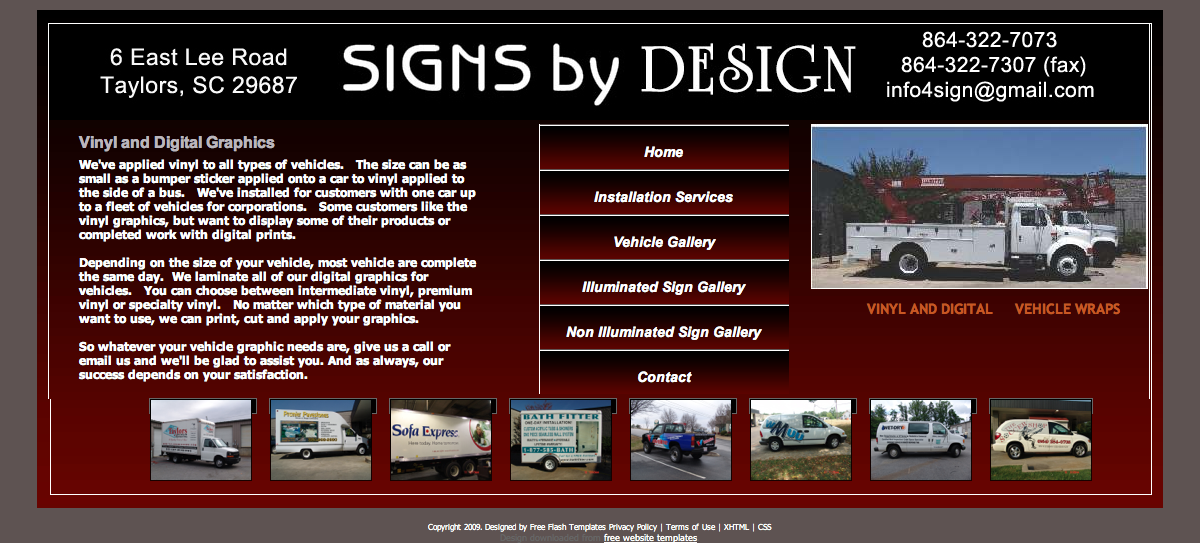 6 East Lee Road
Taylors, SC 29687
SIGNS by DESIGN
864-322-7073
864-322-7307 (fax)
info4sign@gmail.com
Vinyl and Digital Graphics
We've applied vinyl to all types of vehicles. The size can be as
small as a bumper sticker applied onto a car to vinyl applied to
the side of a bus. We've installed for customers with one car up
to a fleet of vehicles for corporations. Some customers like the
vinyl graphics, but want to display some of their products or
completed work with digital prints.
Depending on the size of your vehicle, most vehicle are complete
the same day. We laminate all of our digital graphics for
vehicles. You can choose between intermediate vinyl, premium
vinyl or specialty vinyl. No matter which type of material you
want to use, we can print, cut and apply your graphics.
So whatever your vehicle graphic needs are, give us a call or
email us and we'll be glad to assist you. And as always, our
success depends on your satisfaction.
Home
Installation Services
Vehicle Gallery
Illuminated Sign Gallery
Non Illuminated Sign Gallery
Contact
VINYL AND DIGITAL VEHICLE WRAPS
Sofa Express
BATH FITTER
ONE-DAY INSTALLATION
1-877-585-BATH
Copyright 2009. Designed by Free Flash Templates Privacy Policy | Terms of Use | XHTML | CSS
Design downloaded from free website templates